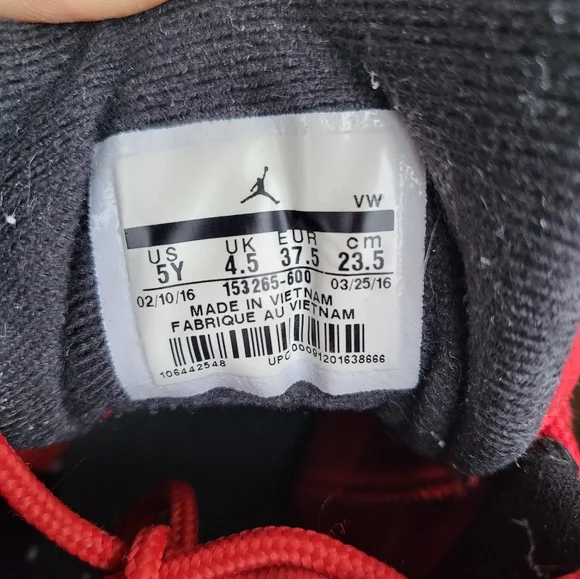 VW
US UK EUR cm
5Y 4.5 37.5 23.5
02/10/16 153265-600 03/25/16
MADE IN VIETNAM
FABRIQUE AU VIETNAM
106442548 UPC 00091201638666